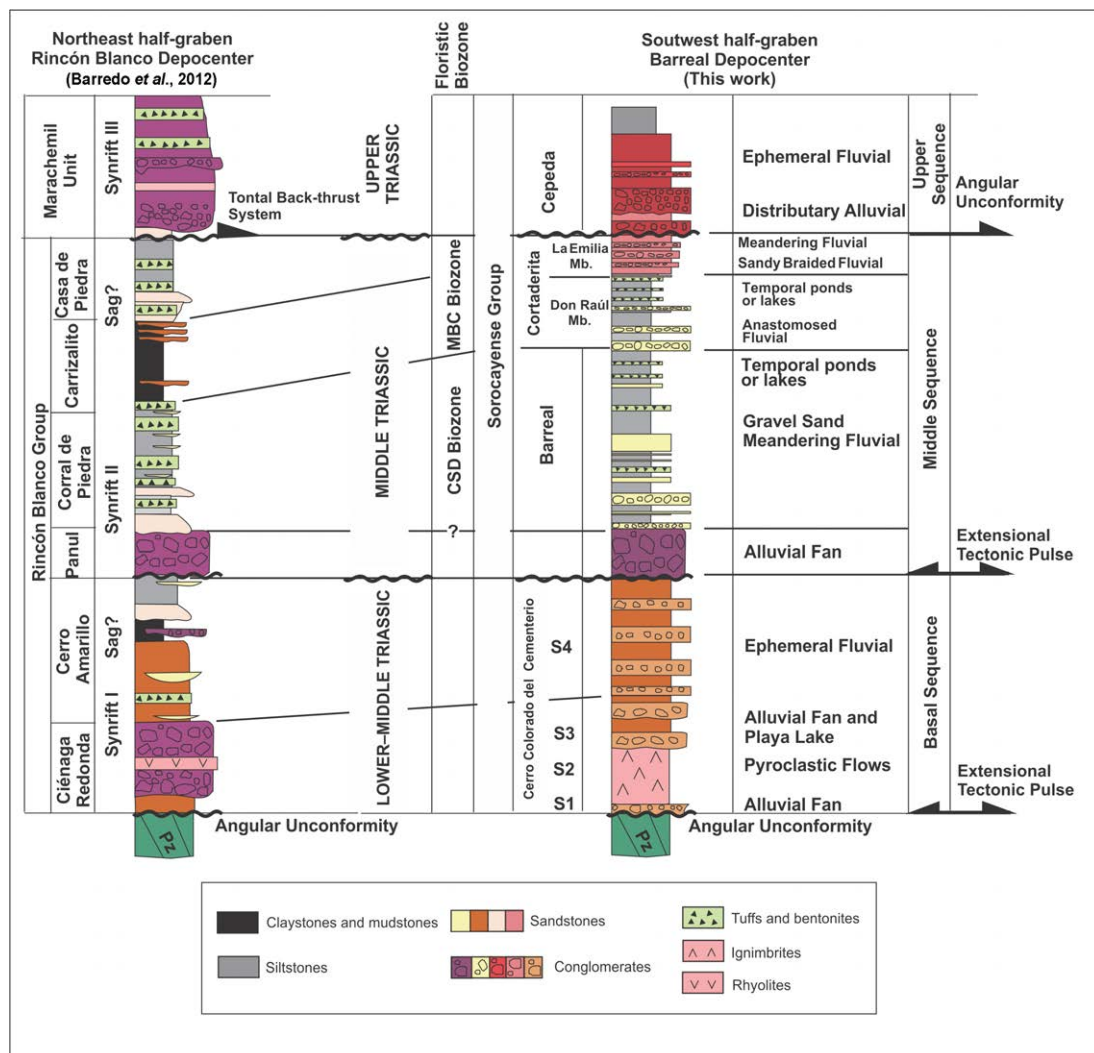 Northeast half-graben
Rincón Blanco Depocenter
(Barredo et al., 2012)
Floristic
Biozone
Soutwest half-graben
Barreal Depocenter
(This work)
Marachemil
Unit
Synrift III
Tontal Back-thrust
System
UPPER
TRIASSIC
Cepeda
Ephemeral Fluvial
Distributary Alluvial
Upper
Sequence
Angular
Unconformity
Rincón Blanco Group
Casa de
Piedra
Carrizalito
Corral de
Piedra
Panul
Sag?
Synrift II
MIDDLE TRIASSIC
MBC Biozone
CSD Biozone
?
Sorocayense Group
Cortaderita
La Emilia
Mb.
Don Raúl
Mb.
Barreal
Meandering Fluvial
Sandy Braided Fluvial
Temporal ponds
or lakes
Anastomosed
Fluvial
Temporal ponds
or lakes
Gravel Sand
Meandering Fluvial
Alluvial Fan
Middle Sequence
Extensional
Tectonic Pulse
Cerro
Amarillo
Ciénaga
Redonda
Sag?
Synrift I
LOWER–MIDDLE TRIASSIC
Cerro Colorado del Cementerio
S4
S3
S2
S1
Ephemeral Fluvial
Alluvial Fan and
Playa Lake
Pyroclastic Flows
Alluvial Fan
Basal Sequence
Extensional
Tectonic Pulse
Pz
Angular Unconformity
Pz
Angular Unconformity
Claystones and mudstones
Sandstones
Tuffs and bentonites
Siltstones
Conglomerates
Ignimbrites
Rhyolites